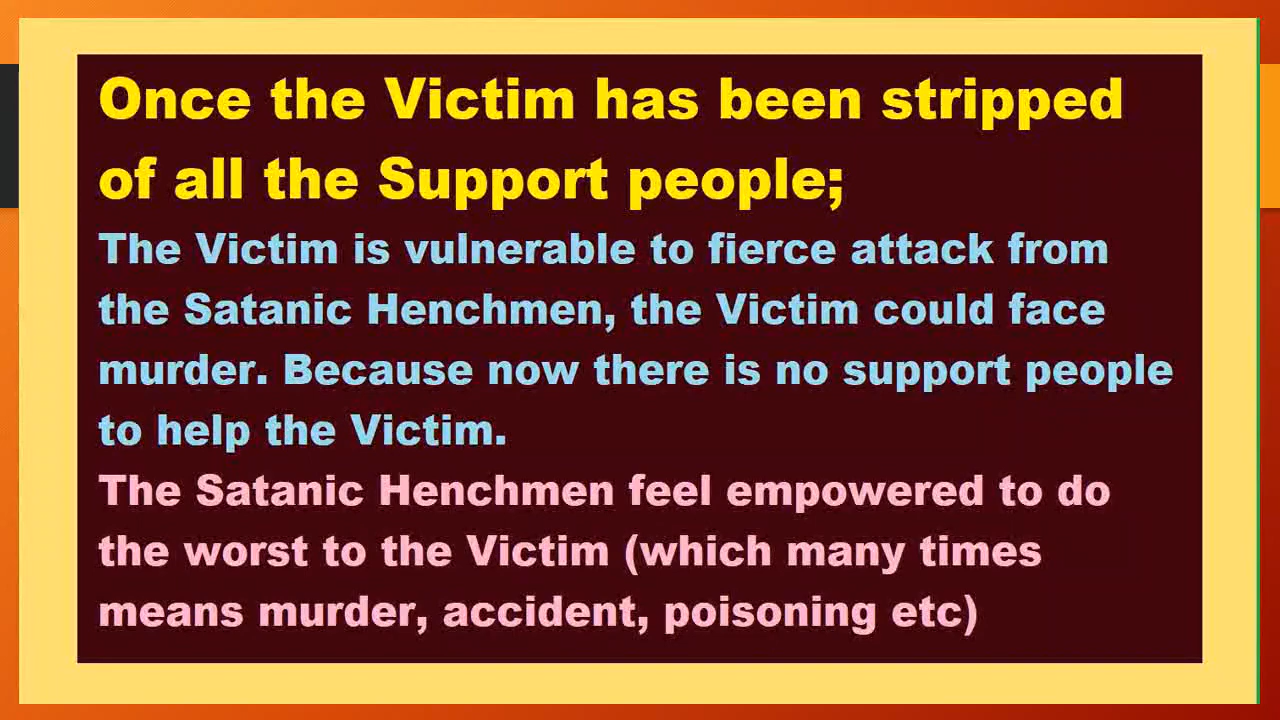 Once the Victim has been stripped
of all the Support people;
The Victim is vulnerable to fierce attack from
the Satanic Henchmen, the Victim could face
murder. Because now there is no support people
to help the Victim.
The Satanic Henchmen feel empowered to do
the worst to the Victim (which many times
means murder, accident, poisoning etc)